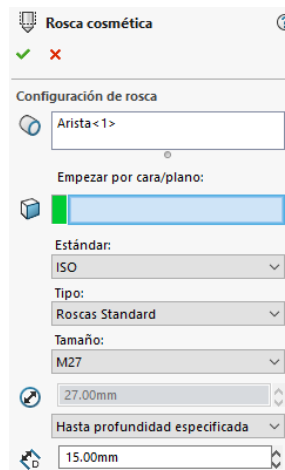 Rosca cosmética
Configuración de rosca
Arista<1>
Empezar por cara/plano:
Estándar:
ISO
Tipo:
Roscas Standard
Tamaño:
M27
27.00mm
Hasta profundidad especificada
D
15.00mm